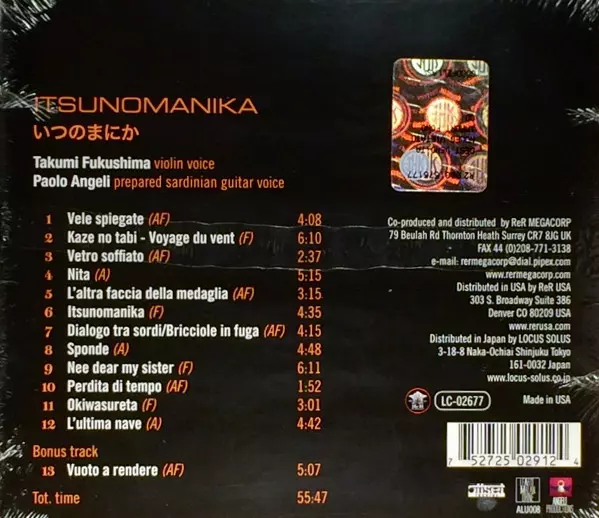 ITSUNOMANIKA
いつのまにか
Takumi Fukushima violin voice
Paolo Angeli prepared sardinian guitar voice
1 Vele spiegate (AF) 4:08
2 Kaze no tabi - Voyage du vent (F) 6:10
3 Vetro soffiato (AF) 2:37
4 Nita (A) 5:15
5 L'altra faccia della medaglia (AF) 3:15
6 Itsunomanika (F) 4:35
7 Dialogo tra sordi/Bricciole in fuga (AF) 4:15
8 Sponde (A) 4:48
9 Nee dear my sister (F) 6:11
10 Perdita di tempo (AF) 1:52
11 Okiwasureta (F) 3:01
12 L'ultima nave (A) 4:42
Bonus track
13 Vuoto a rendere (AF) 5:07
Tot. time 55:47
Co-produced and distributed by ReR MEGACORP
79 Beulah Rd Thornton Heath Surrey CR7 8JG UK
FAX 44 (0)208-771-3138
e-mail: rermegacorp@dial.pipex.com
www.rermegacorp.com
Distributed in USA by ReR USA
303 S. Broadway Suite 386
Denver CO 80209 USA
www.rerusa.com
Distributed in Japan by LOCUS SOLUS
3-18-8 Naka-Ochiai Shinjuku Tokyo
161-0032 Japan
www.locus-solus.co.jp
LC-02677
Made in USA
7 52725 02912 4
ALU008
ANGELI
PRODUCTIONS